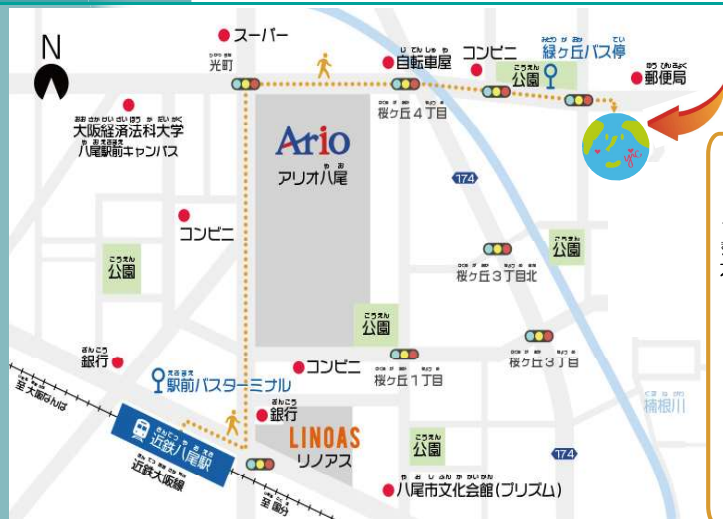 N
スーパー
光町
自転車屋
コンビニ
緑ヶ丘バス停
公園
郵便局
桜ヶ丘4丁目
大阪経済法科大学
八尾駅前キャンパス
Ario
アリオ八尾
174
コンビニ
公園
桜ヶ丘3丁目北
公園
公園
銀行
駅前バスターミナル
コンビニ
桜ヶ丘1丁目
桜ヶ丘3丁目
楠根川
至大阪なんば
銀行
近鉄八尾駅
LINOAS
リノアス
公園
174
近鉄大阪線
至国分
八尾市文化会館(プリズム)